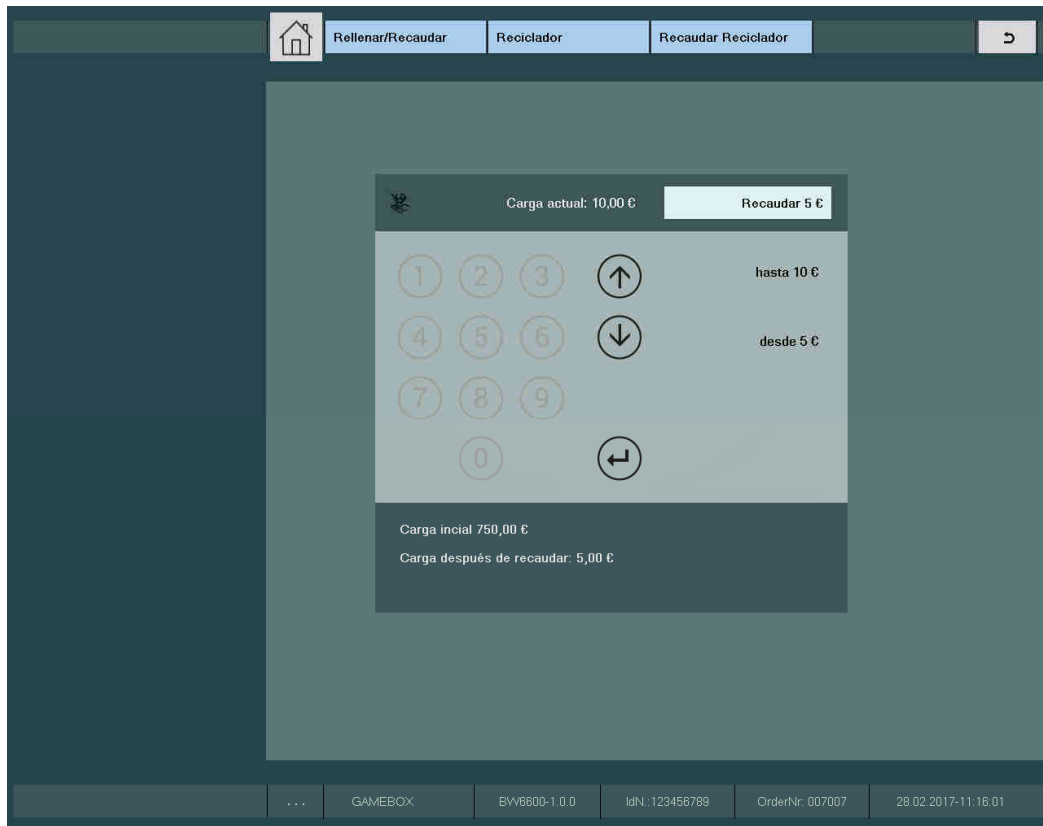 Rellenar/Recaudar
Reciclador
Recaudar Reciclador
Carga actual: 10,00 €
Recaudar 5 €
1 2 3
hasta 10 €
4 5 6
desde 5 €
7 8 9
0
Carga incial 750,00 €
Carga después de recaudar: 5,00 €
... GAMEBOX BW6600-1.0.0 IdN.:123456789 OrderNr: 007007 28.02.2017-11:16:01